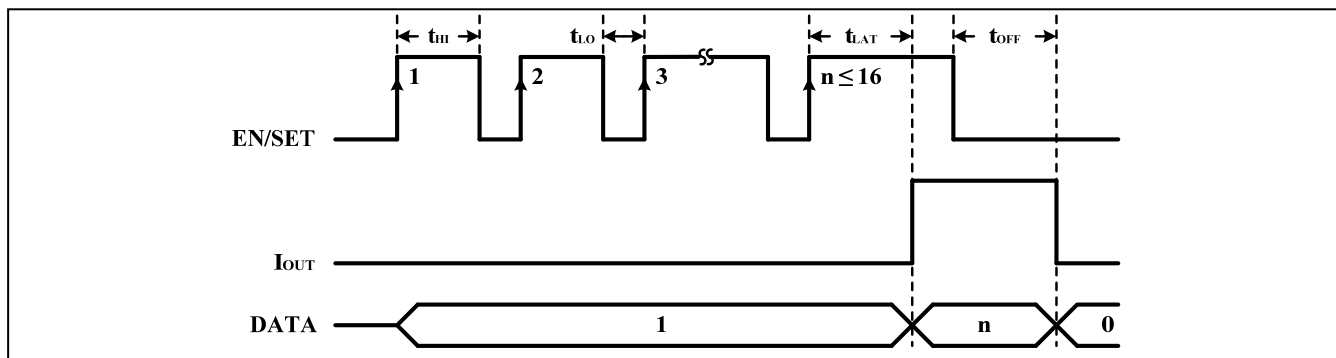 tHI tLO tLAT tOFF
1 2 3 n ≤ 16
EN/SET
IOUT
DATA 1 n 0